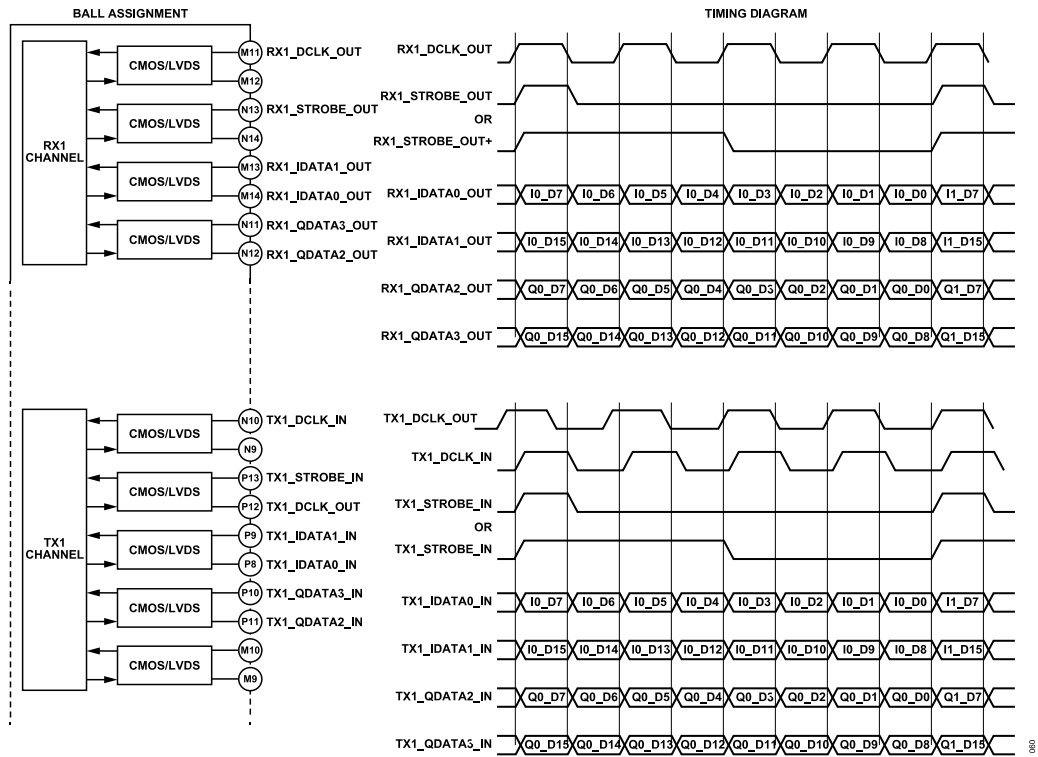 BALL ASSIGNMENT
TIMING DIAGRAM
RX1 CHANNEL
CMOS/LVDS
M11 RX1_DCLK_OUT
M12
CMOS/LVDS
N13 RX1_STROBE_OUT
N14
CMOS/LVDS
M13 RX1_IDATA1_OUT
M14 RX1_IDATA0_OUT
CMOS/LVDS
N11 RX1_QDATA3_OUT
N12 RX1_QDATA2_OUT
RX1_DCLK_OUT
RX1_STROBE_OUT
OR
RX1_STROBE_OUT+
RX1_IDATA0_OUT I0_D7 I0_D6 I0_D5 I0_D4 I0_D3 I0_D2 I0_D1 I0_D0 I1_D7
RX1_IDATA1_OUT I0_D15 I0_D14 I0_D13 I0_D12 I0_D11 I0_D10 I0_D9 I0_D8 I1_D15
RX1_QDATA2_OUT Q0_D7 Q0_D6 Q0_D5 Q0_D4 Q0_D3 Q0_D2 Q0_D1 Q0_D0 Q1_D7
RX1_QDATA3_OUT Q0_D15 Q0_D14 Q0_D13 Q0_D12 Q0_D11 Q0_D10 Q0_D9 Q0_D8 Q1_D15
TX1 CHANNEL
CMOS/LVDS
N10 TX1_DCLK_IN
N9
CMOS/LVDS
P13 TX1_STROBE_IN
P12 TX1_DCLK_OUT
CMOS/LVDS
P9 TX1_IDATA1_IN
P8 TX1_IDATA0_IN
CMOS/LVDS
P10 TX1_QDATA3_IN
P11 TX1_QDATA2_IN
CMOS/LVDS
M10
M9
TX1_DCLK_OUT
TX1_DCLK_IN
TX1_STROBE_IN
OR
TX1_STROBE_IN
TX1_IDATA0_IN I0_D7 I0_D6 I0_D5 I0_D4 I0_D3 I0_D2 I0_D1 I0_D0 I1_D7
TX1_IDATA1_IN I0_D15 I0_D14 I0_D13 I0_D12 I0_D11 I0_D10 I0_D9 I0_D8 I1_D15
TX1_QDATA2_IN Q0_D7 Q0_D6 Q0_D5 Q0_D4 Q0_D3 Q0_D2 Q0_D1 Q0_D0 Q1_D7
TX1_QDATA3_IN Q0_D15 Q0_D14 Q0_D13 Q0_D12 Q0_D11 Q0_D10 Q0_D9 Q0_D8 Q1_D15
060